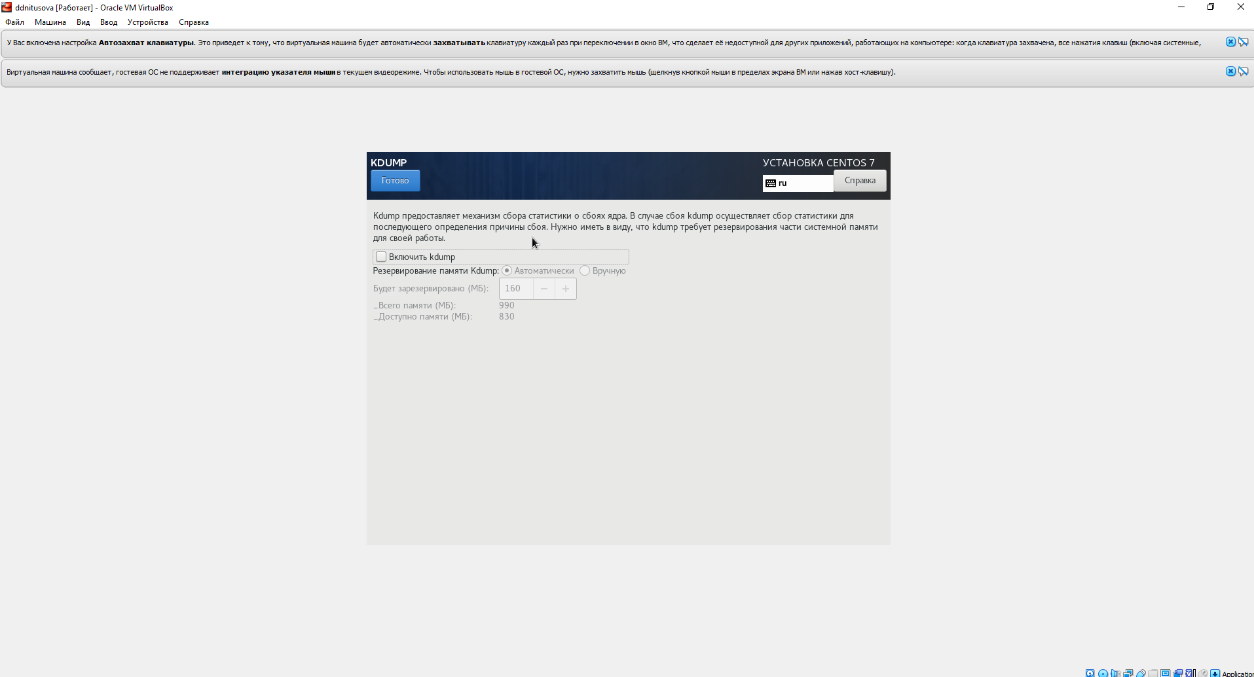 ddnitusova [Работает] - Oracle VM VirtualBox
Файл Машина Вид Ввод Устройства Справка
У Вас включена настройка Автозахват клавиатуры. Это приведет к тому, что виртуальная машина будет автоматически захватывать клавиатуру каждый раз при переключении в окно ВМ, что сделает её недоступной для других приложений, работающих на компьютере: когда клавиатура захвачена, все нажатия клавиш (включая системные,
Виртуальная машина сообщает, гостевая ОС не поддерживает интеграцию указателя мыши в текущем видеорежиме. Чтобы использовать мышь в гостевой ОС, нужно захватить мышь (щелкнув кнопкой мыши в пределах экрана ВМ или нажав хост-клавишу).
KDUMP УСТАНОВКА CENTOS 7
Готово ru Справка
Kdump предоставляет механизм сбора статистики о сбоях ядра. В случае сбоя kdump осуществляет сбор статистики для
последующего определения причины сбоя. Нужно иметь в виду, что kdump требует резервирования части системной памяти
для своей работы.
Включить kdump
Резервирование памяти Kdump: Автоматически Вручную
Будет зарезервировано (МБ): 160 − +
_Всего памяти (МБ): 990
_Доступно памяти (МБ): 830
Application